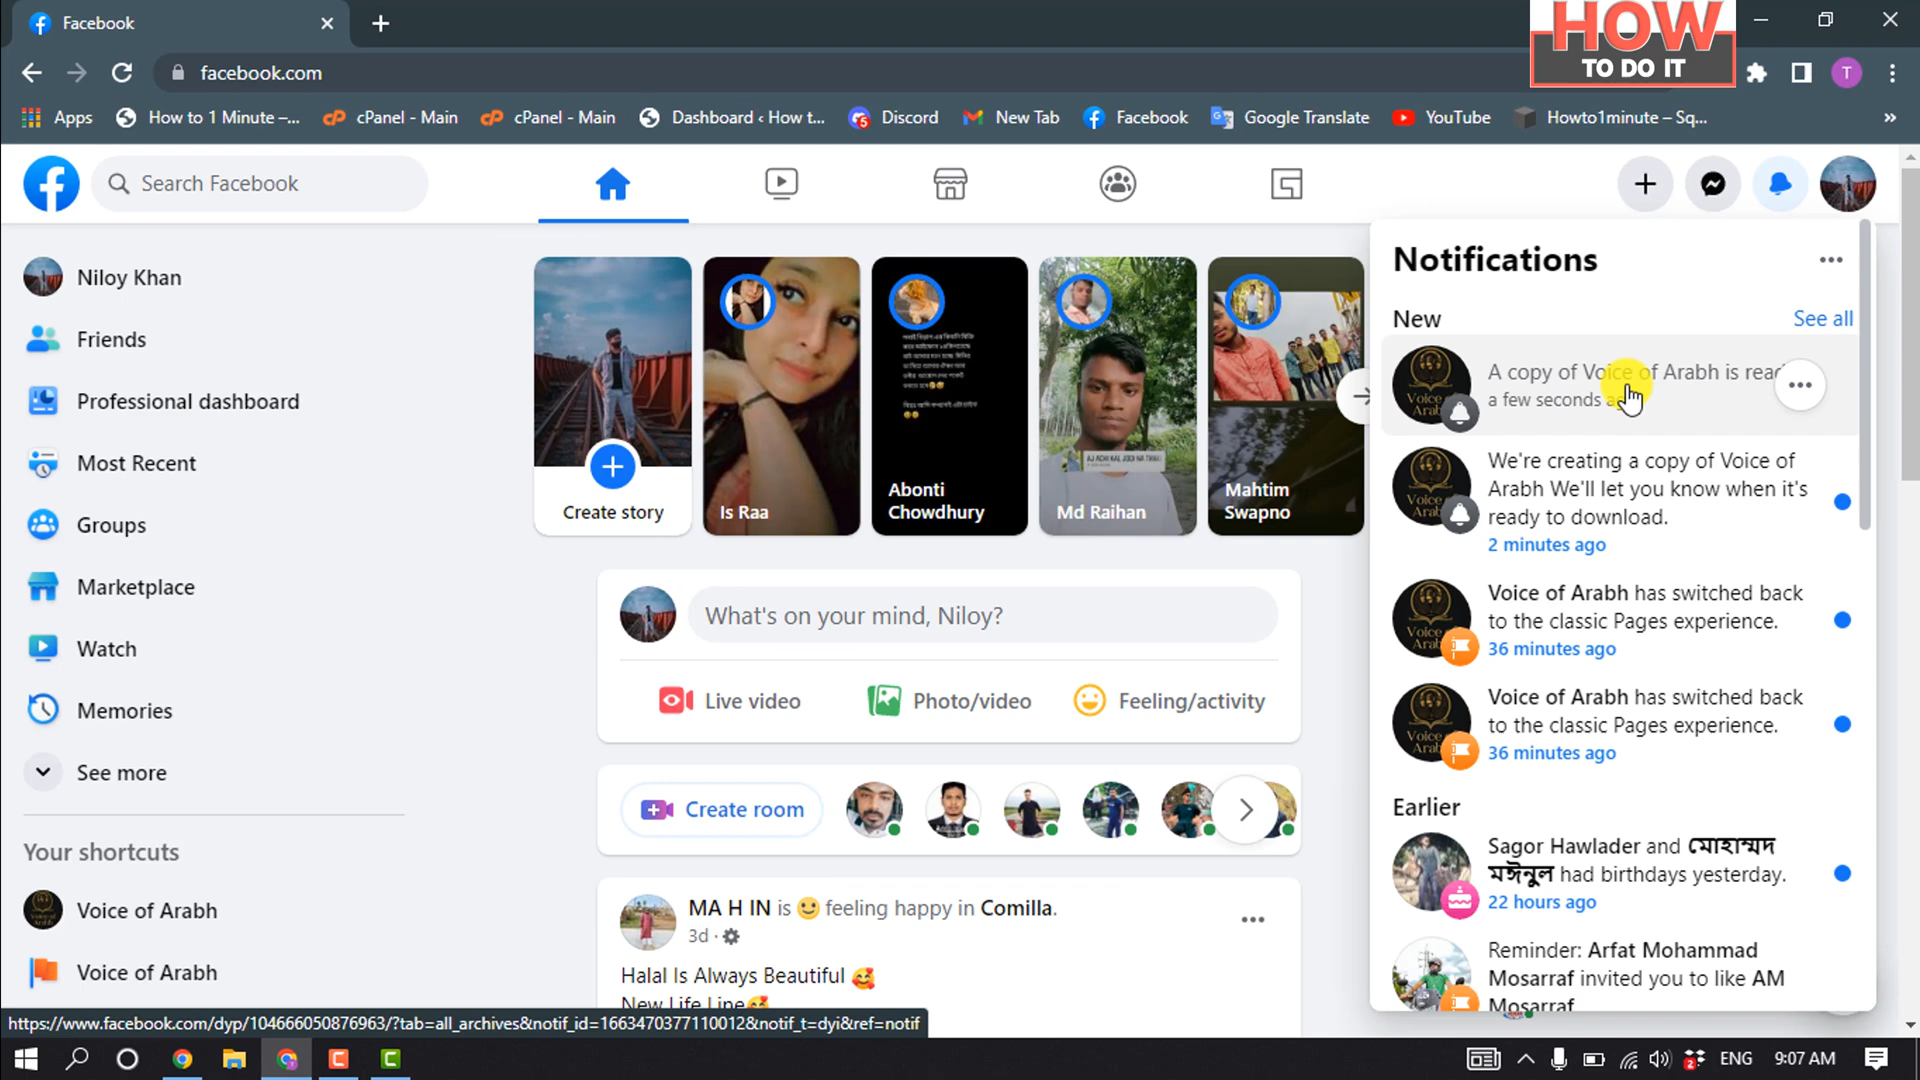 Facebook
HOW
TO DO IT
facebook.com
T
Apps
How to 1 Minute –...
cPanel - Main
cPanel - Main
Dashboard ‹ How t...
Discord
New Tab
Facebook
Google Translate
YouTube
Howto1minute – Sq...
Search Facebook
Niloy Khan
Friends
Professional dashboard
Most Recent
Groups
Marketplace
Watch
Memories
See more
Your shortcuts
Voice of Arabh
Voice of Arabh
Create story
Is Raa
Abonti
Chowdhury
Md Raihan
Mahtim
Swapno
What's on your mind, Niloy?
Live video
Photo/video
Feeling/activity
Create room
MA H IN is feeling happy in Comilla.
3d
Halal Is Always Beautiful
New Life Line
Notifications
New
See all
A copy of Voice of Arabh is
a few seconds
We're creating a copy of Voice of
Arabh We'll let you know when it's
ready to download.
2 minutes ago
Voice of Arabh has switched back
to the classic Pages experience.
36 minutes ago
Voice of Arabh has switched back
to the classic Pages experience.
36 minutes ago
Earlier
Sagor Hawlader and মোহাম্মদ
মঈনুল had birthdays yesterday.
22 hours ago
Reminder: Arfat Mohammad
Mosarraf invited you to like AM
Mosarraf
https://www.facebook.com/dyp/104666050876963/?tab=all_archives&notif_id=1663470377110012&notif_t=dyi&ref=notif
ENG
9:07 AM